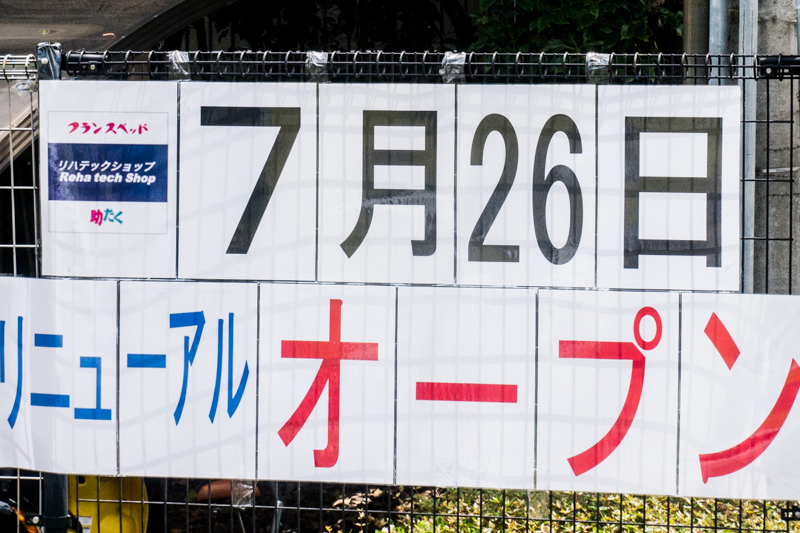 フランスベッド
リハテックショップ
Reha tech Shop
助たく
7月26日
リニューアル オープン